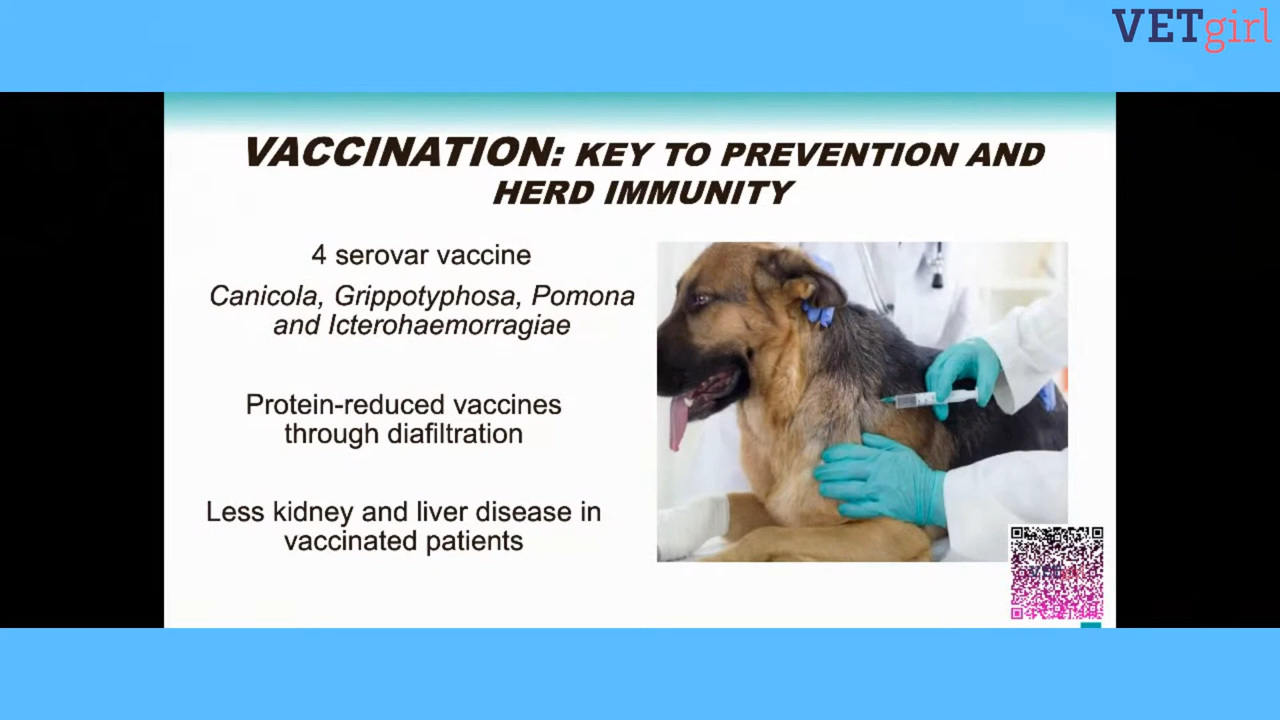 VETgirl
VACCINATION: KEY TO PREVENTION AND
HERD IMMUNITY
4 serovar vaccine
Canicola, Grippotyphosa, Pomona
and Icterohaemorragiae
Protein-reduced vaccines
through diafiltration
Less kidney and liver disease in
vaccinated patients
VETgirl